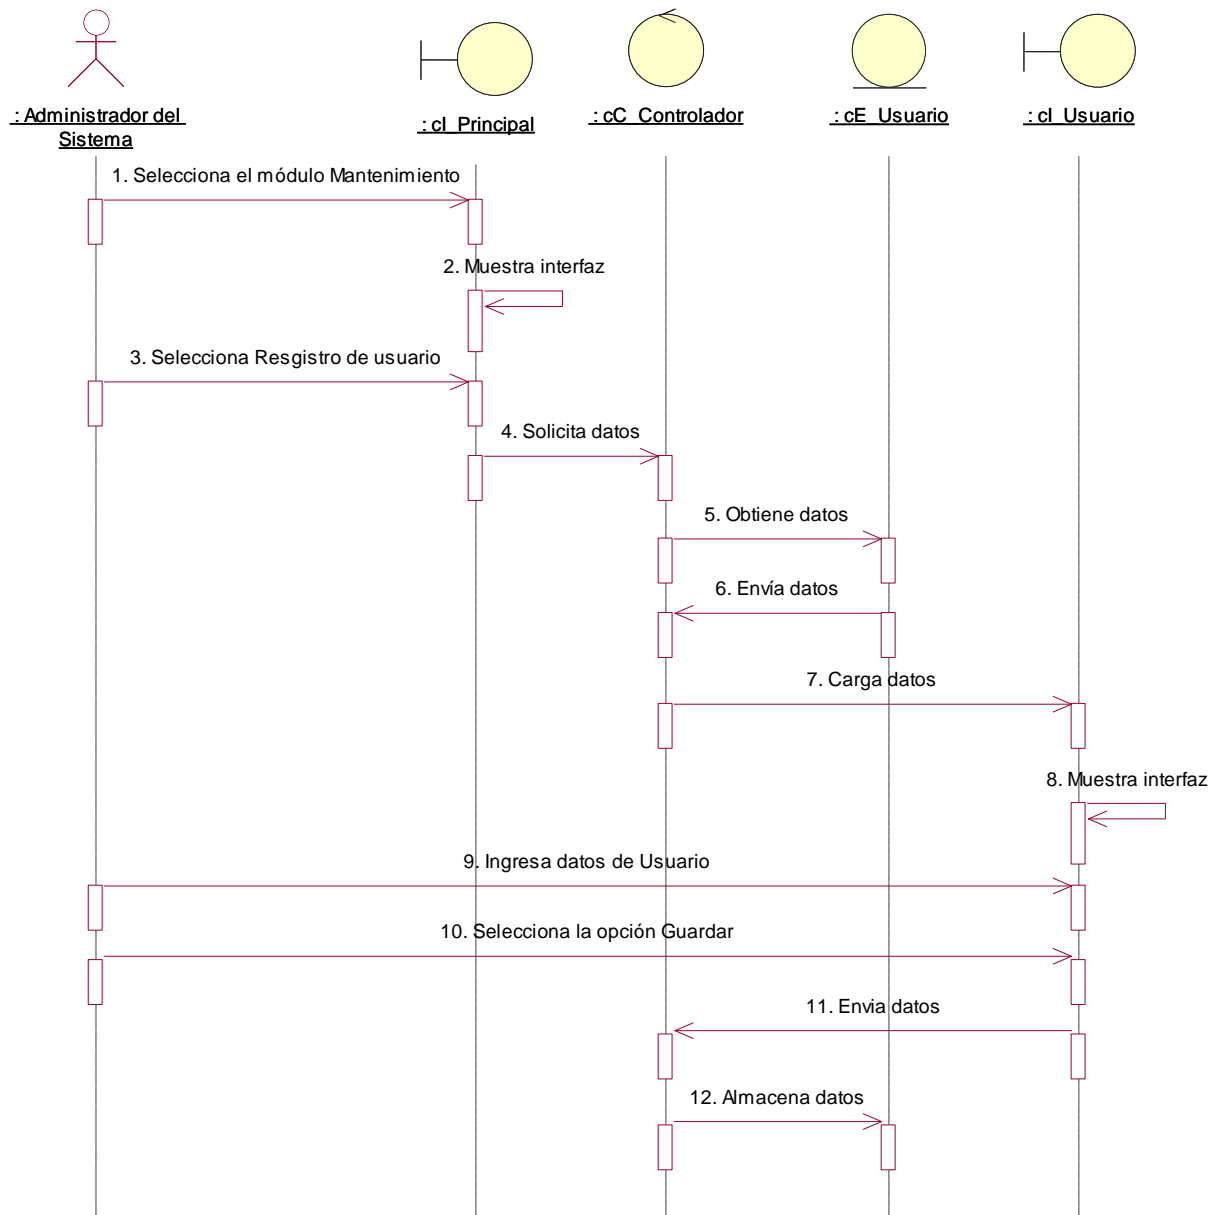 : Administrador del
Sistema
: cI_Principal
: cC_Controlador
: cE_Usuario
: cI_Usuario
1. Selecciona el módulo Mantenimiento
2. Muestra interfaz
3. Selecciona Resgistro de usuario
4. Solicita datos
5. Obtiene datos
6. Envía datos
7. Carga datos
8. Muestra interfaz
9. Ingresa datos de Usuario
10. Selecciona la opción Guardar
11. Envia datos
12. Almacena datos